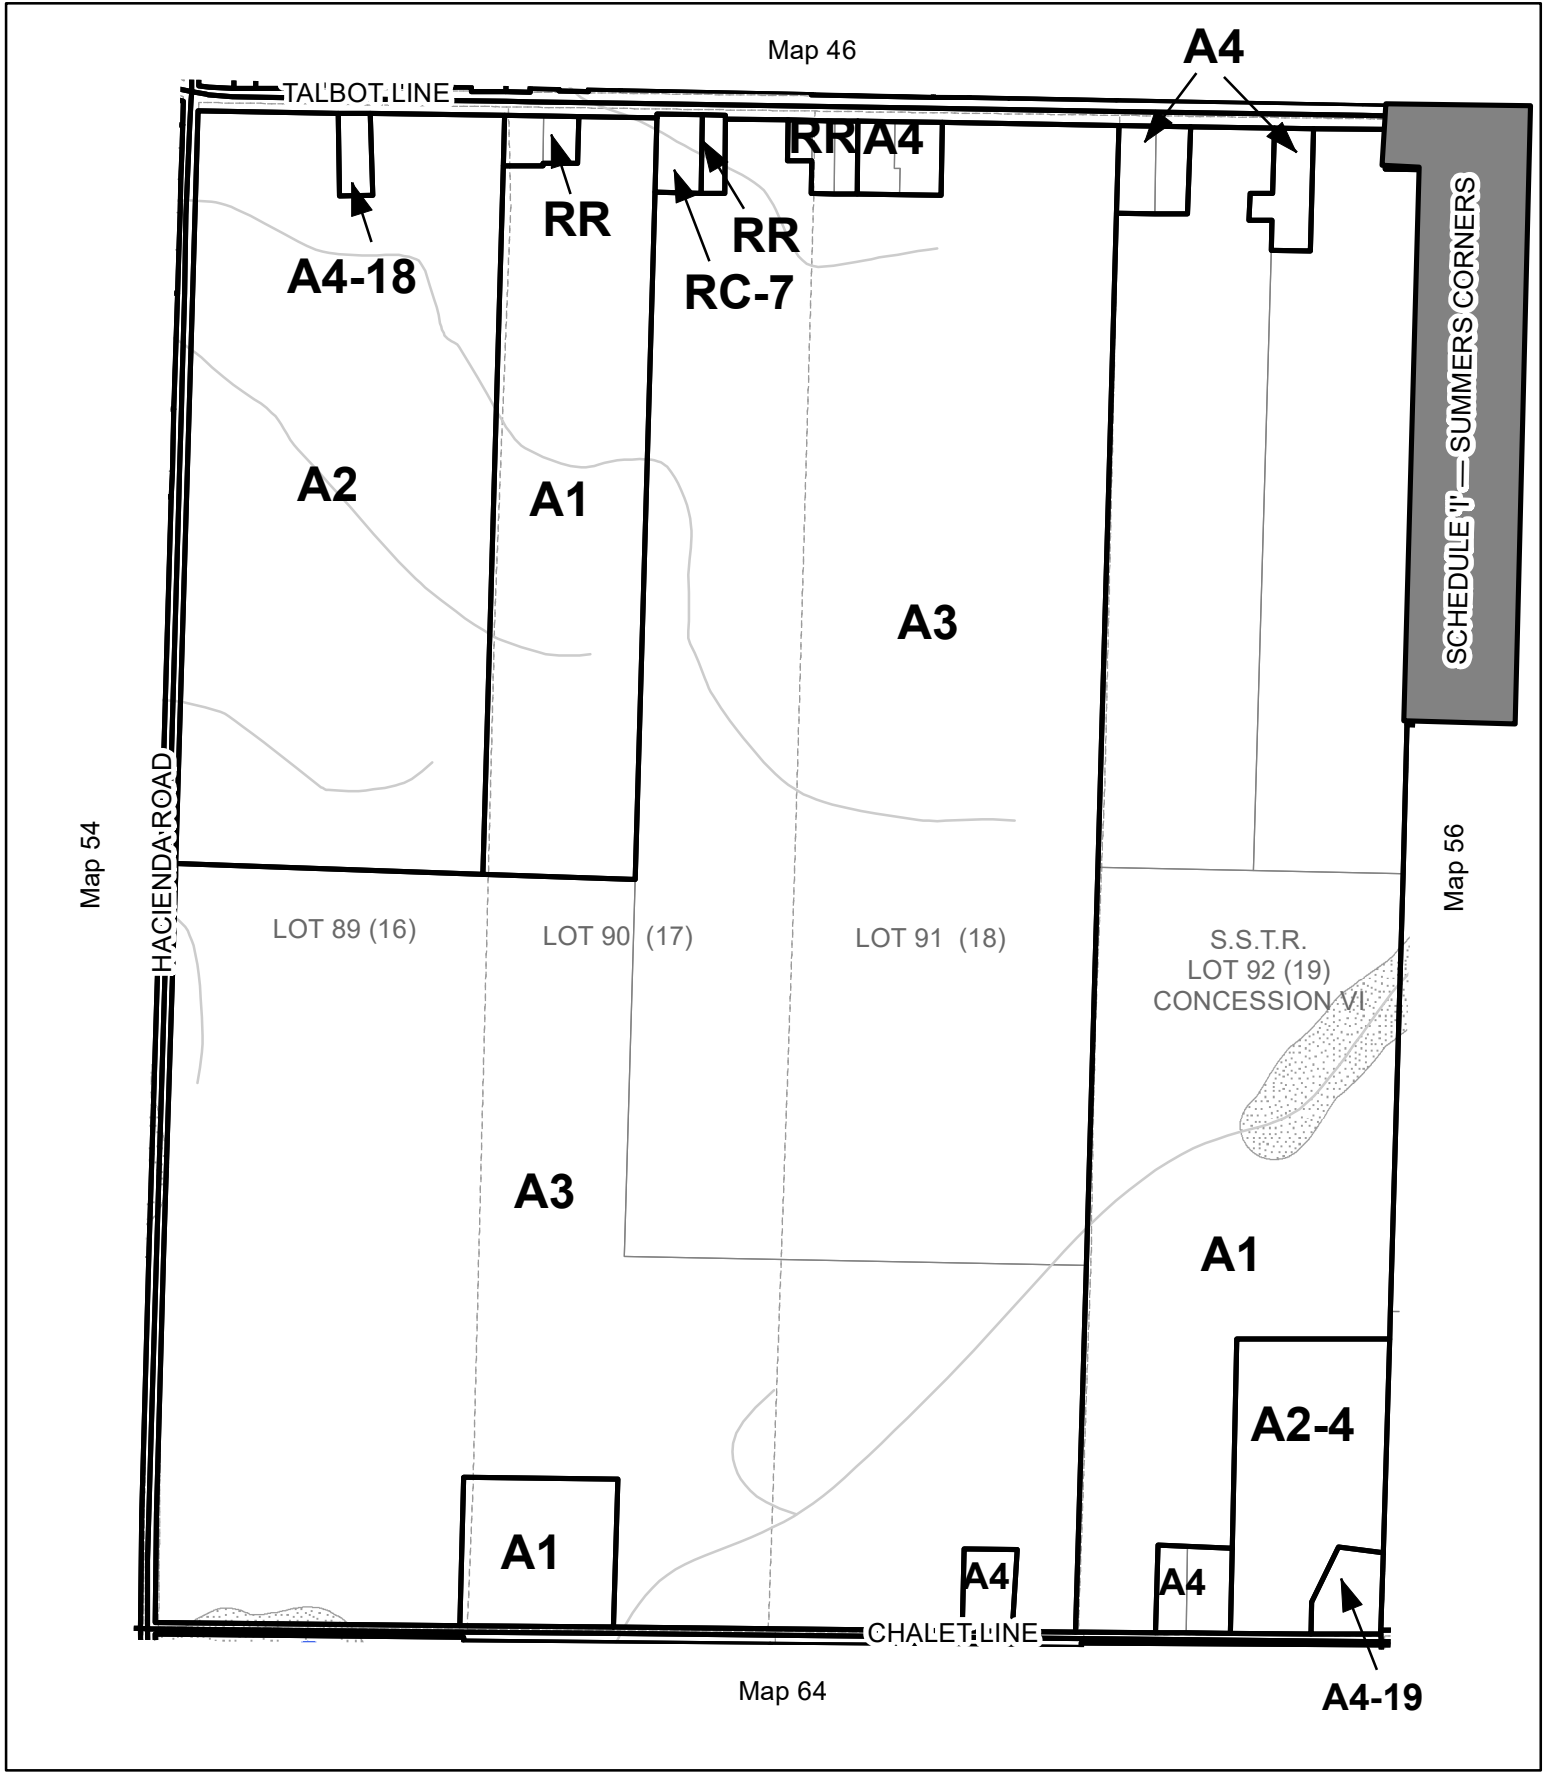 Map 46
A4
TALBOT LINE
RR
A4
RR
RR
A4-18
RC-7
SCHEDULE 'I' — SUMMERS CORNERS
A2
A1
A3
HACIENDA ROAD
Map 54
Map 56
LOT 89 (16)
LOT 90 (17)
LOT 91 (18)
S.S.T.R.
LOT 92 (19)
CONCESSION VI
A3
A1
A2-4
A1
A4
A4
CHALET LINE
Map 64
A4-19